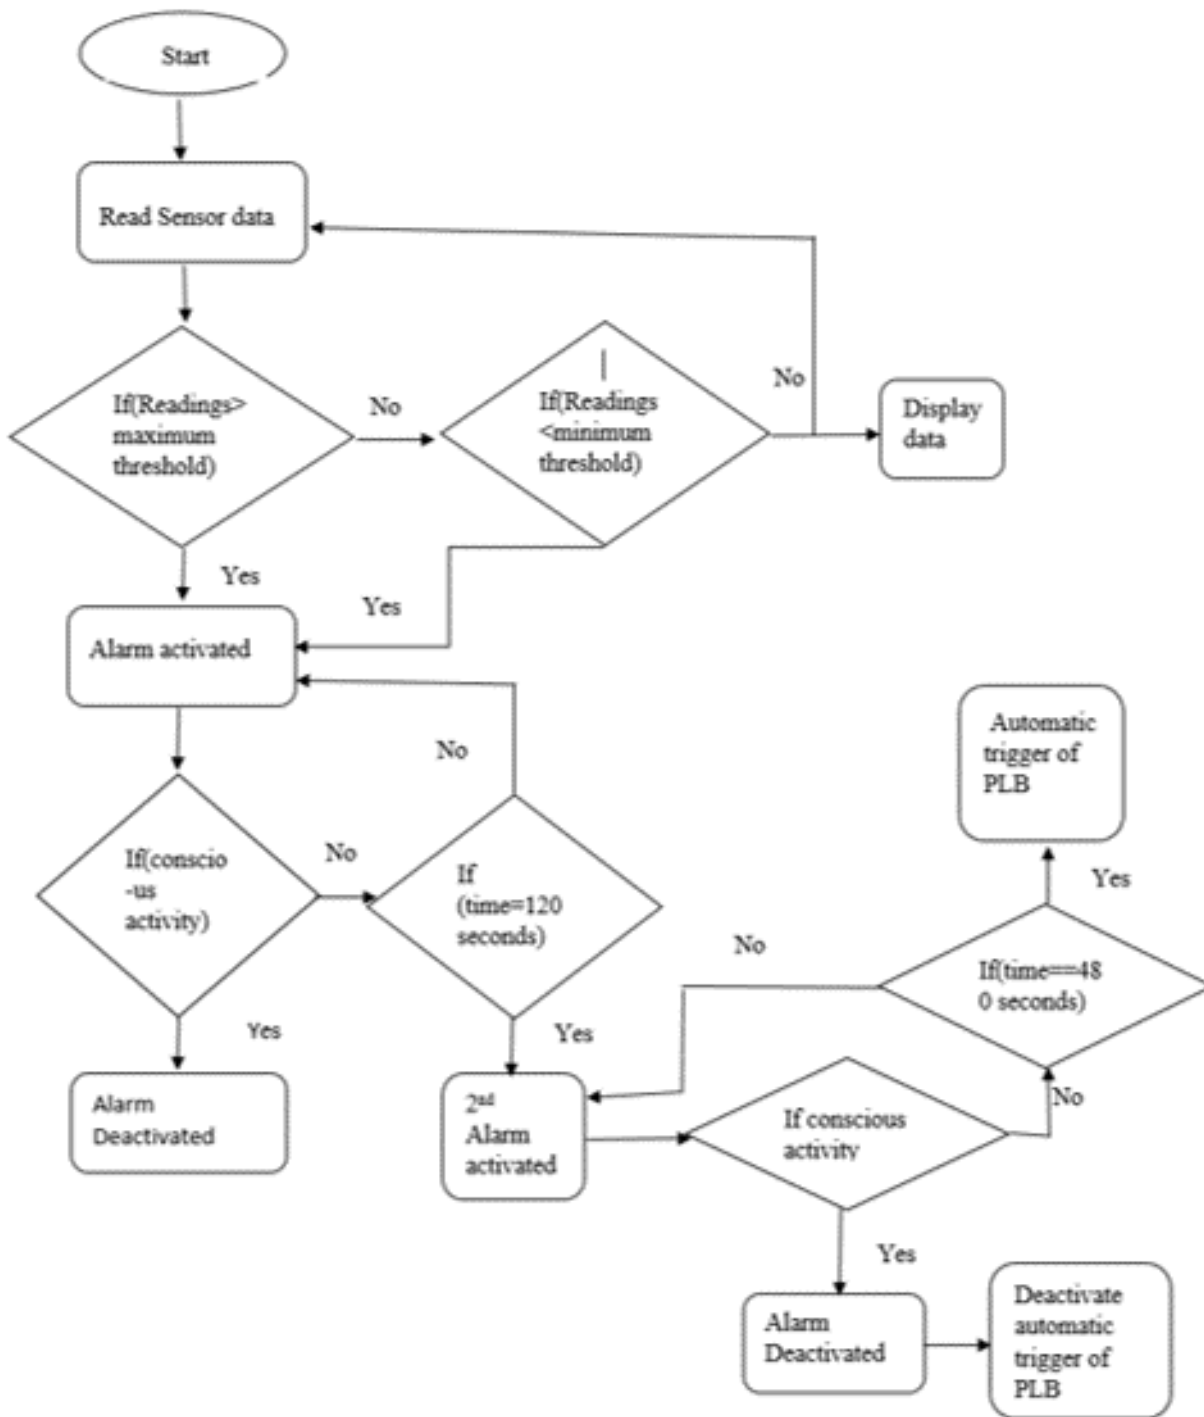 Start
Read Sensor data
If(Readings>
maximum
threshold)
No
If(Readings
<minimum
threshold)
No
Display
data
Yes
Yes
Alarm activated
No
Automatic
trigger of
PLB
If(conscio
-us
activity)
No
If
(time=120
seconds)
Yes
No
If(time==48
0 seconds)
Yes
Yes
Alarm
Deactivated
2nd
Alarm
activated
If conscious
activity
No
Yes
Alarm
Deactivated
Deactivate
automatic
trigger of
PLB